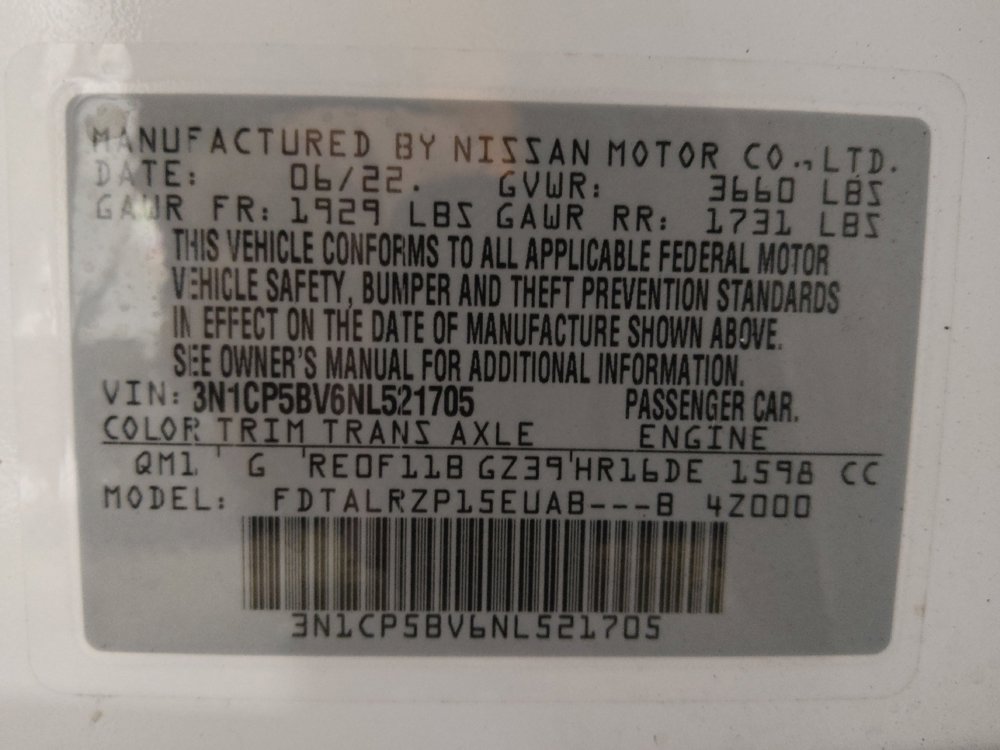 MANUFACTURED BY NISSAN MOTOR CO., LTD.
DATE: 06/22. GVWR: 3660 LBS
GAWR FR: 1929 LBS GAWR RR: 1731 LBS
THIS VEHICLE CONFORMS TO ALL APPLICABLE FEDERAL MOTOR
VEHICLE SAFETY, BUMPER AND THEFT PREVENTION STANDARDS
IN EFFECT ON THE DATE OF MANUFACTURE SHOWN ABOVE.
SEE OWNER'S MANUAL FOR ADDITIONAL INFORMATION.
VIN: 3N1CP5BV6NL521705 PASSENGER CAR.
COLOR TRIM TRANS AXLE ENGINE
QM1 ' G 'RE0F11B GZ39'HR16DE 1598 CC
MODEL: FDTALRZP15EUAB---B 4Z000
3N1CP5BV6NL521705